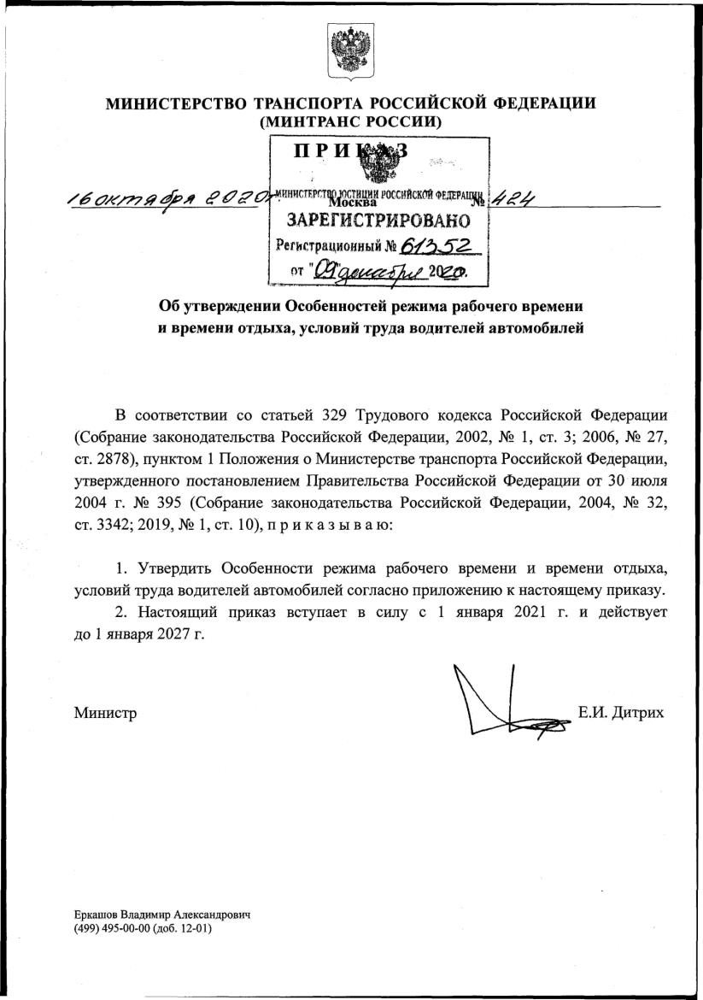 МИНИСТЕРСТВО ТРАНСПОРТА РОССИЙСКОЙ ФЕДЕРАЦИИ
(МИНТРАНС РОССИИ)
П Р И К А З
16 октября 2020 г.
МИНИСТЕРСТВО ЮСТИЦИИ РОССИЙСКОЙ ФЕДЕРАЦИИ
Москва
№ 424
ЗАРЕГИСТРИРОВАНО
Регистрационный № 61352
от "09" декабря 2020.
Об утверждении Особенностей режима рабочего времени
и времени отдыха, условий труда водителей автомобилей
В соответствии со статьей 329 Трудового кодекса Российской Федерации
(Собрание законодательства Российской Федерации, 2002, № 1, ст. 3; 2006, № 27,
ст. 2878), пунктом 1 Положения о Министерстве транспорта Российской Федерации,
утвержденного постановлением Правительства Российской Федерации от 30 июля
2004 г. № 395 (Собрание законодательства Российской Федерации, 2004, № 32,
ст. 3342; 2019, № 1, ст. 10), п р и к а з ы в а ю:
1. Утвердить Особенности режима рабочего времени и времени отдыха,
условий труда водителей автомобилей согласно приложению к настоящему приказу.
2. Настоящий приказ вступает в силу с 1 января 2021 г. и действует
до 1 января 2027 г.
Министр
Е.И. Дитрих
Еркашов Владимир Александрович
(499) 495-00-00 (доб. 12-01)